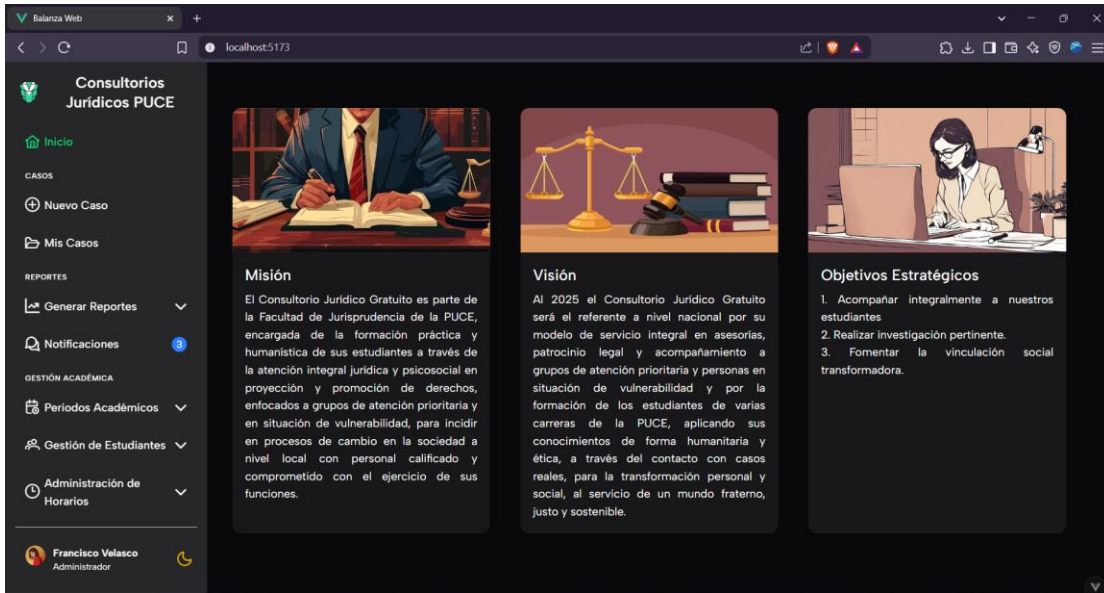 Balanza Web
localhost:5173
Consultorios
Jurídicos PUCE
Inicio
CASOS
Nuevo Caso
Mis Casos
REPORTES
Generar Reportes
Notificaciones 3
GESTIÓN ACADÉMICA
Periodos Académicos
Gestión de Estudiantes
Administración de
Horarios
Francisco Velasco
Administrador
Misión
El Consultorio Jurídico Gratuito es parte de
la Facultad de Jurisprudencia de la PUCE,
encargada de la formación práctica y
humanística de sus estudiantes a través de
la atención integral jurídica y psicosocial en
proyección y promoción de derechos,
enfocados a grupos de atención prioritaria y
en situación de vulnerabilidad, para incidir
en procesos de cambio en la sociedad a
nivel local con personal calificado y
comprometido con el ejercicio de sus
funciones.
Visión
Al 2025 el Consultorio Jurídico Gratuito
será el referente a nivel nacional por su
modelo de servicio integral en asesorías,
patrocinio legal y acompañamiento a
grupos de atención prioritaria y personas en
situación de vulnerabilidad y por la
formación de los estudiantes de varias
carreras de la PUCE, aplicando sus
conocimientos de forma humanitaria y
ética, a través del contacto con casos
reales, para la transformación personal y
social, al servicio de un mundo fraterno,
justo y sostenible.
Objetivos Estratégicos
1. Acompañar integralmente a nuestros
estudiantes
2. Realizar investigación pertinente.
3. Fomentar la vinculación social
transformadora.